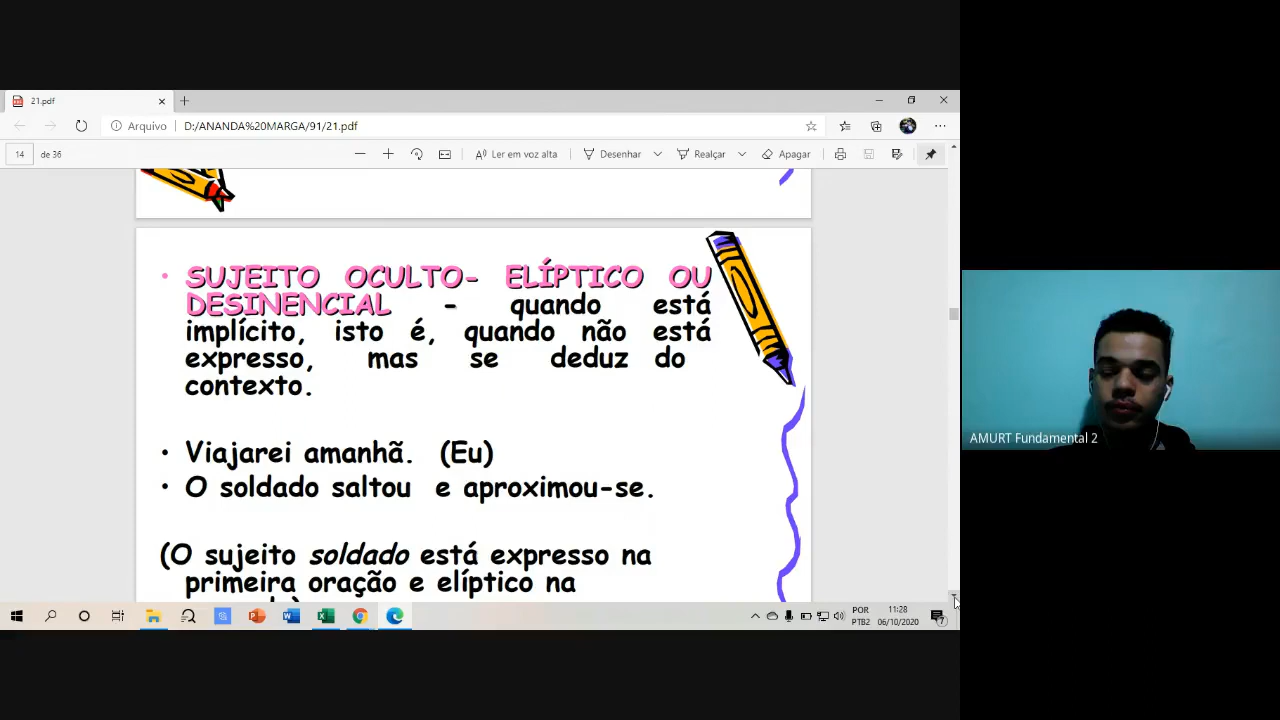 21.pdf
Arquivo D:/ANANDA%20MARGA/91/21.pdf
14 de 36 Ler em voz alta Desenhar Realçar Apagar
• SUJEITO OCULTO- ELÍPTICO OU
DESINENCIAL - quando está
implícito, isto é, quando não está
expresso, mas se deduz do
contexto.
• Viajarei amanhã. (Eu)
• O soldado saltou e aproximou-se.
(O sujeito soldado está expresso na
primeira oração e elíptico na
AMURT Fundamental 2
POR
PTB2
11:28
06/10/2020
7